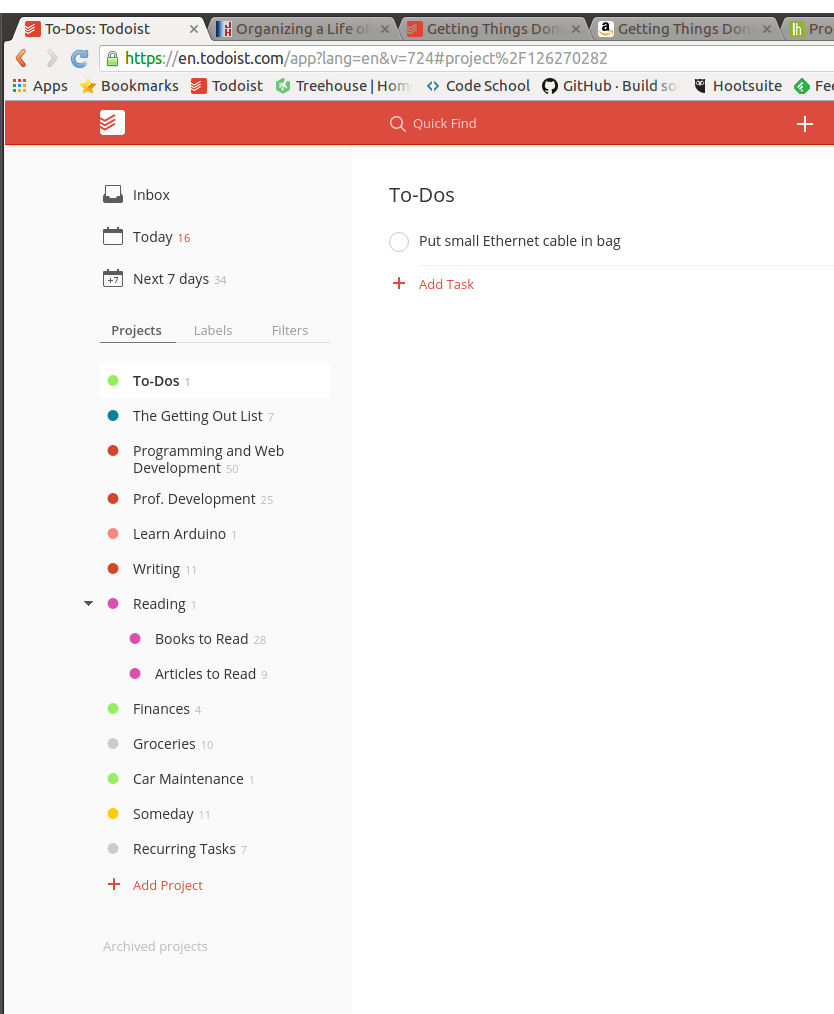 To-Dos: Todoist
Organizing a Life of
Getting Things Don
Getting Things Don
Pro
https://en.todoist.com/app?lang=en&v=724#project%2F126270282
Apps Bookmarks Todoist Treehouse | Hom Code School GitHub · Build so Hootsuite Fee
Quick Find
Inbox
Today 16
Next 7 days 34
+7
Projects Labels Filters
To-Dos 1
The Getting Out List 7
Programming and Web
Development 50
Prof. Development 25
Learn Arduino 1
Writing 11
Reading 1
Books to Read 28
Articles to Read 9
Finances 4
Groceries 10
Car Maintenance 1
Someday 11
Recurring Tasks 7
Add Project
Archived projects
To-Dos
Put small Ethernet cable in bag
Add Task